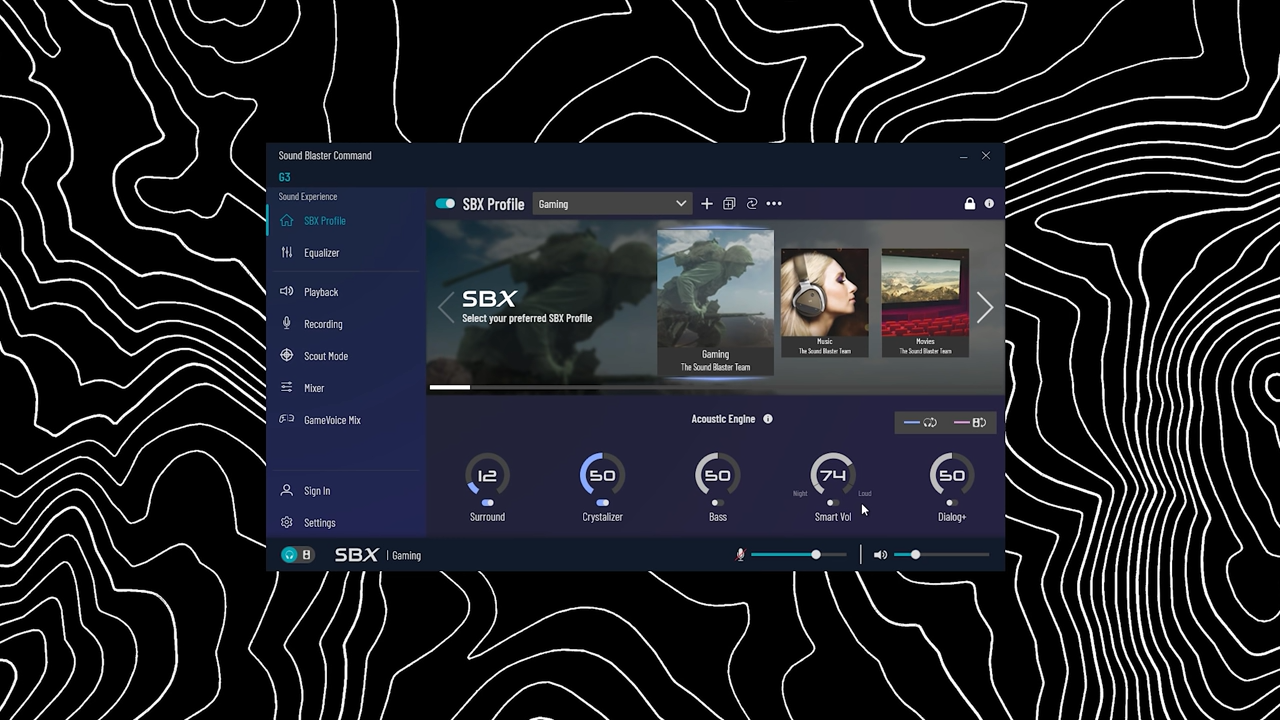 Sound Blaster Command
G3
Sound Experience
SBX Profile
Equalizer
Playback
Recording
Scout Mode
Mixer
GameVoice Mix
Sign In
Settings
SBX Profile
Gaming
SBX
Select your preferred SBX Profile
Gaming
The Sound Blaster Team
Music
The Sound Blaster Team
Movies
The Sound Blaster Team
Acoustic Engine
12
Surround
50
Crystalizer
50
Bass
74
Night
Loud
Smart Vol
50
Dialog+
SBX | Gaming